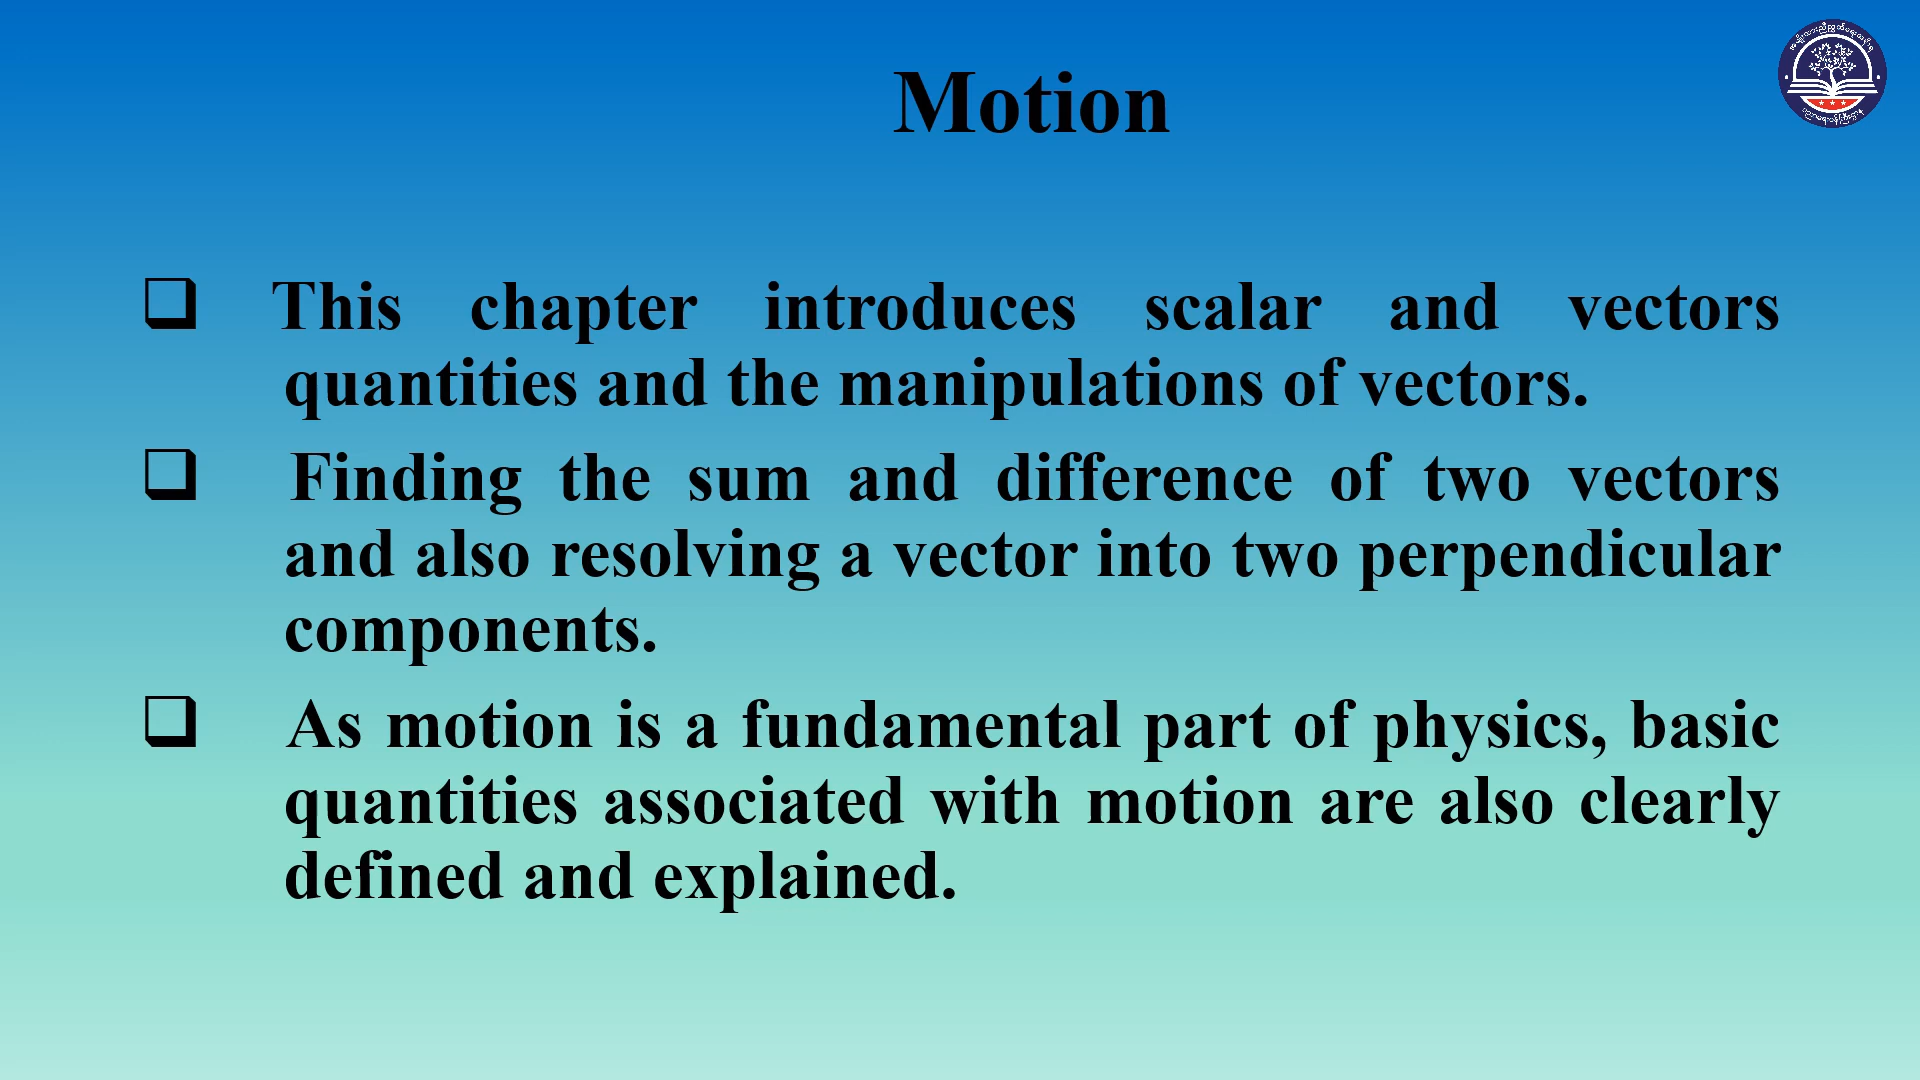 Motion
❑ This chapter introduces scalar and vectors
quantities and the manipulations of vectors.
❑ Finding the sum and difference of two vectors
and also resolving a vector into two perpendicular
components.
❑ As motion is a fundamental part of physics, basic
quantities associated with motion are also clearly
defined and explained.